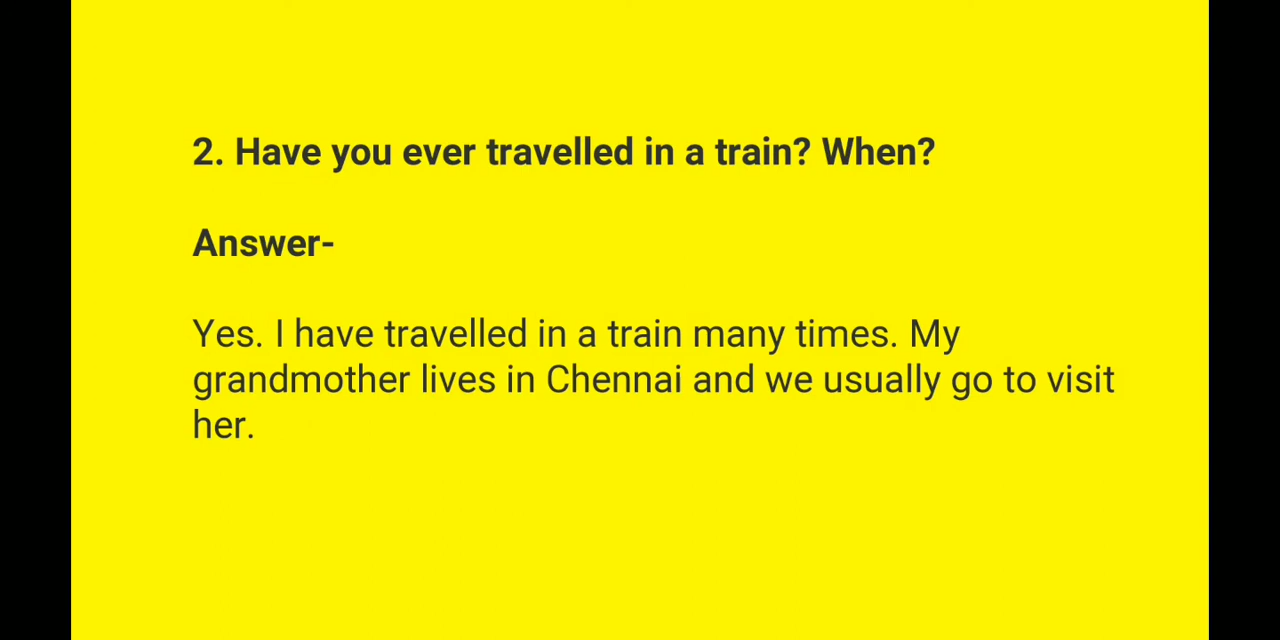 2. Have you ever travelled in a train? When?
Answer-
Yes. I have travelled in a train many times. My
grandmother lives in Chennai and we usually go to visit
her.